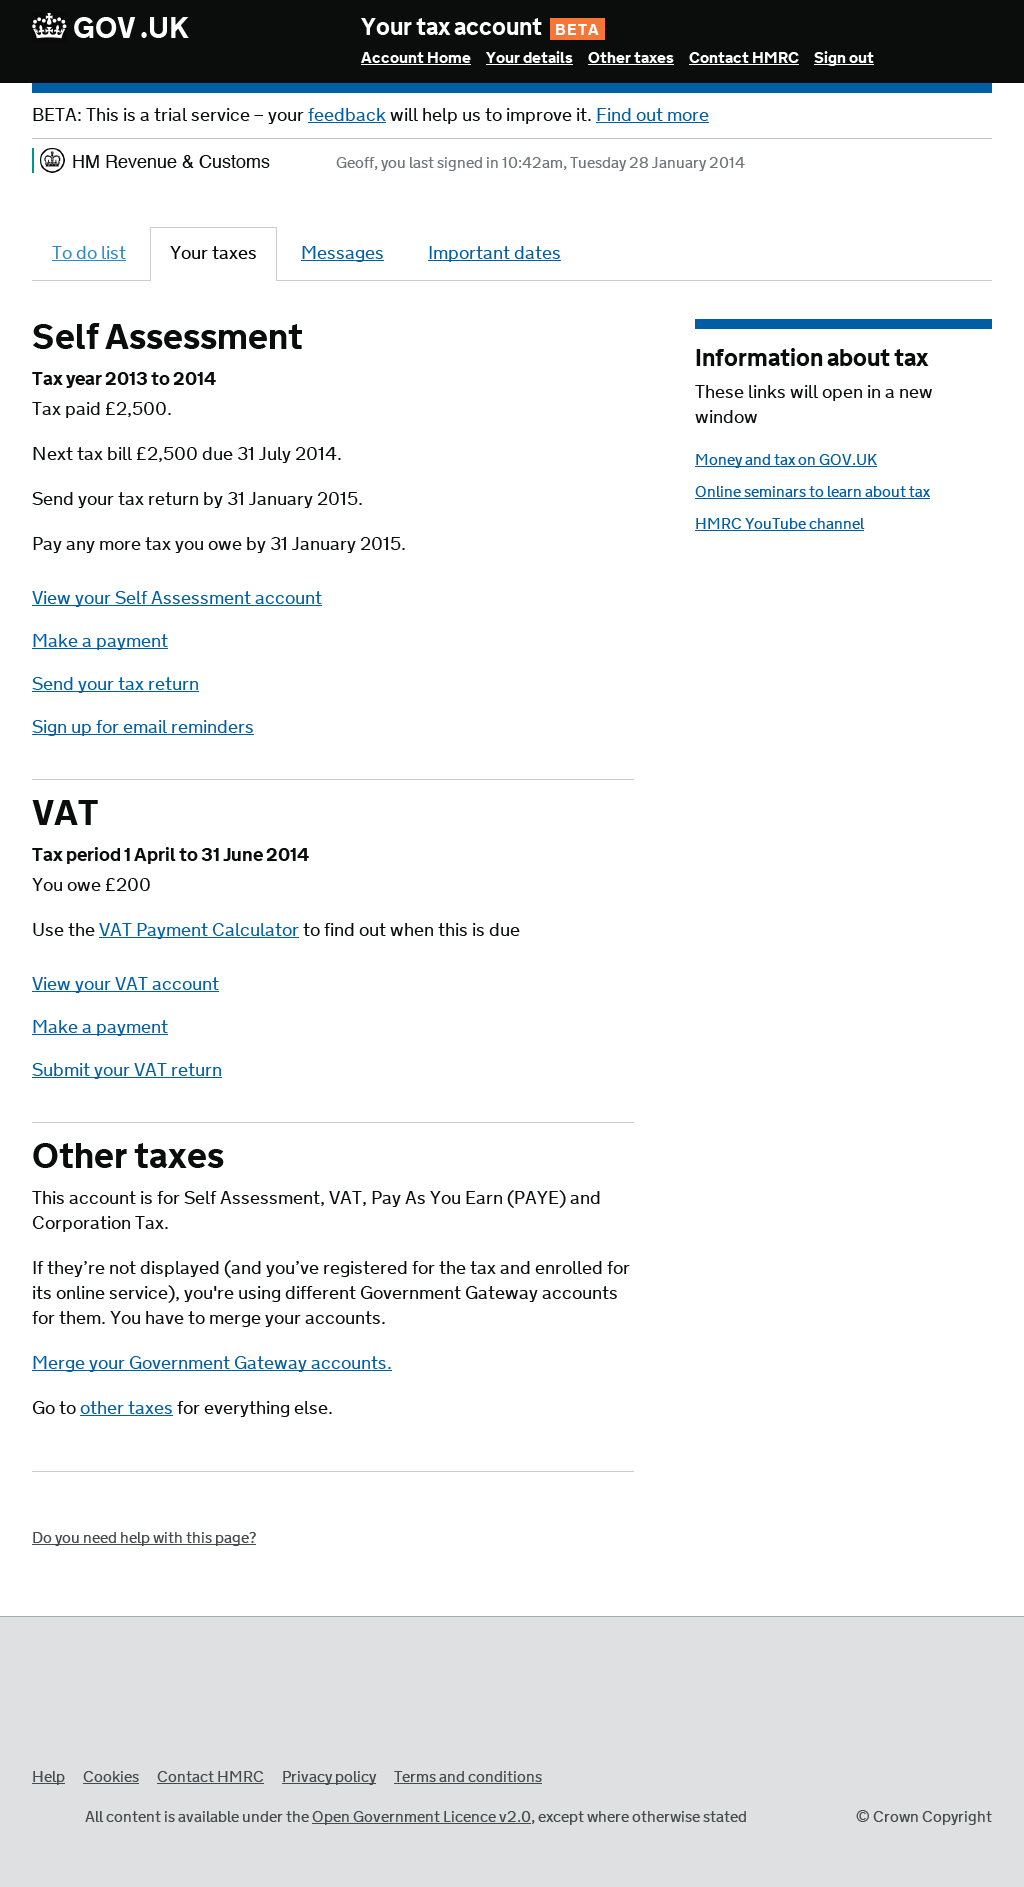 GOV.UK
Your tax account BETA
Account Home Your details Other taxes Contact HMRC Sign out
BETA: This is a trial service – your feedback will help us to improve it. Find out more
HM Revenue & Customs
Geoff, you last signed in 10:42am, Tuesday 28 January 2014
To do list Your taxes Messages Important dates
Self Assessment
Tax year 2013 to 2014
Tax paid £2,500.
Next tax bill £2,500 due 31 July 2014.
Send your tax return by 31 January 2015.
Pay any more tax you owe by 31 January 2015.
View your Self Assessment account
Make a payment
Send your tax return
Sign up for email reminders
Information about tax
These links will open in a new
window
Money and tax on GOV.UK
Online seminars to learn about tax
HMRC YouTube channel
VAT
Tax period 1 April to 31 June 2014
You owe £200
Use the VAT Payment Calculator to find out when this is due
View your VAT account
Make a payment
Submit your VAT return
Other taxes
This account is for Self Assessment, VAT, Pay As You Earn (PAYE) and
Corporation Tax.
If they’re not displayed (and you’ve registered for the tax and enrolled for
its online service), you're using different Government Gateway accounts
for them. You have to merge your accounts.
Merge your Government Gateway accounts.
Go to other taxes for everything else.
Do you need help with this page?
Help Cookies Contact HMRC Privacy policy Terms and conditions
All content is available under the Open Government Licence v2.0, except where otherwise stated
© Crown Copyright